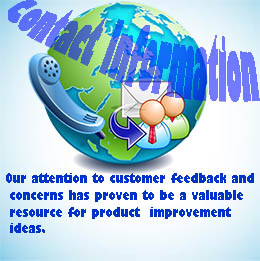 Contact Information
Our attention to customer feedback and
concerns has proven to be a valuable
resource for product improvement
ideas.